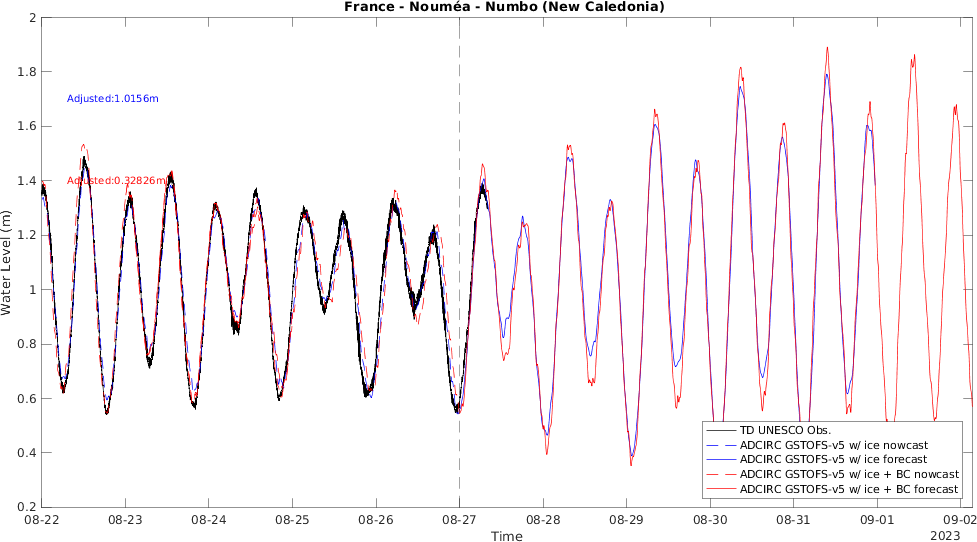 France - Nouméa - Numbo (New Caledonia)
2
1.8
1.6
1.4
1.2
1
0.8
0.6
0.4
0.2
Water Level (m)
Adjusted:1.0156m
Adjusted:0.32826m
TD UNESCO Obs.
ADCIRC GSTOFS-v5 w/ ice nowcast
ADCIRC GSTOFS-v5 w/ ice forecast
ADCIRC GSTOFS-v5 w/ ice + BC nowcast
ADCIRC GSTOFS-v5 w/ ice + BC forecast
08-22 08-23 08-24 08-25 08-26 08-27 08-28 08-29 08-30 08-31 09-01 09-02
Time
2023